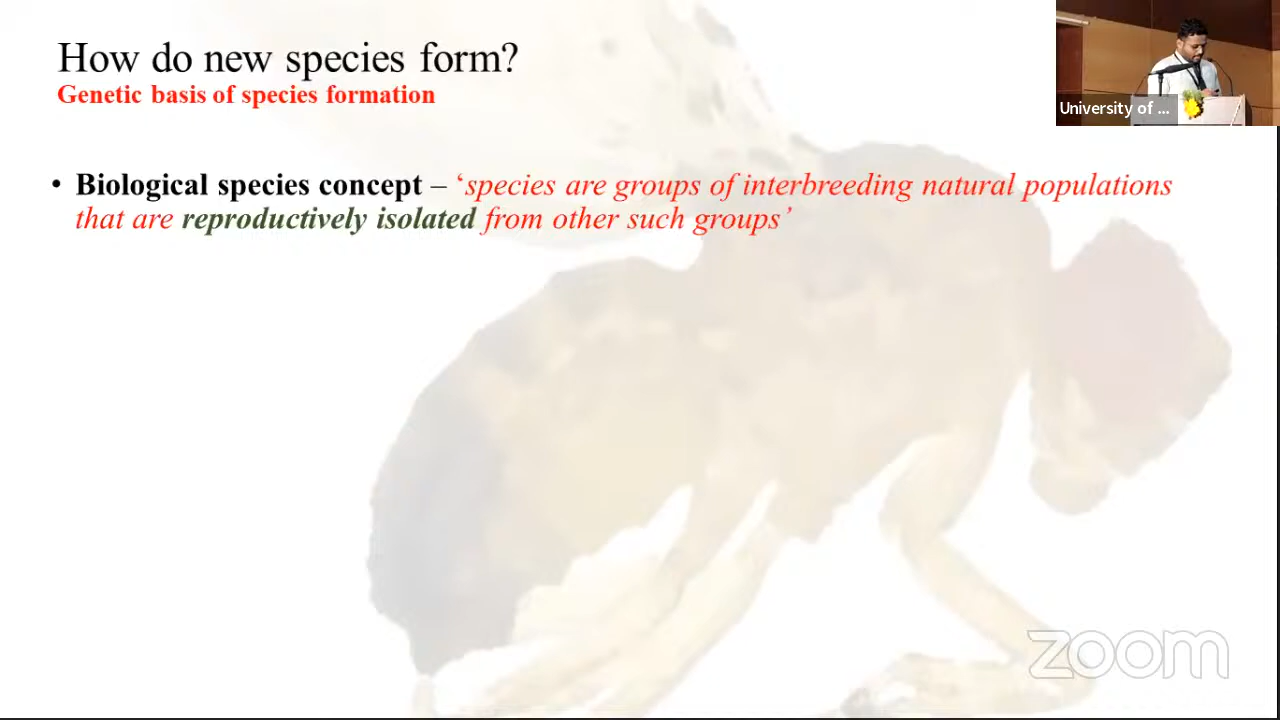 How do new species form?
Genetic basis of species formation
• Biological species concept – ‘species are groups of interbreeding natural populations
that are reproductively isolated from other such groups’
University of ...
zoom